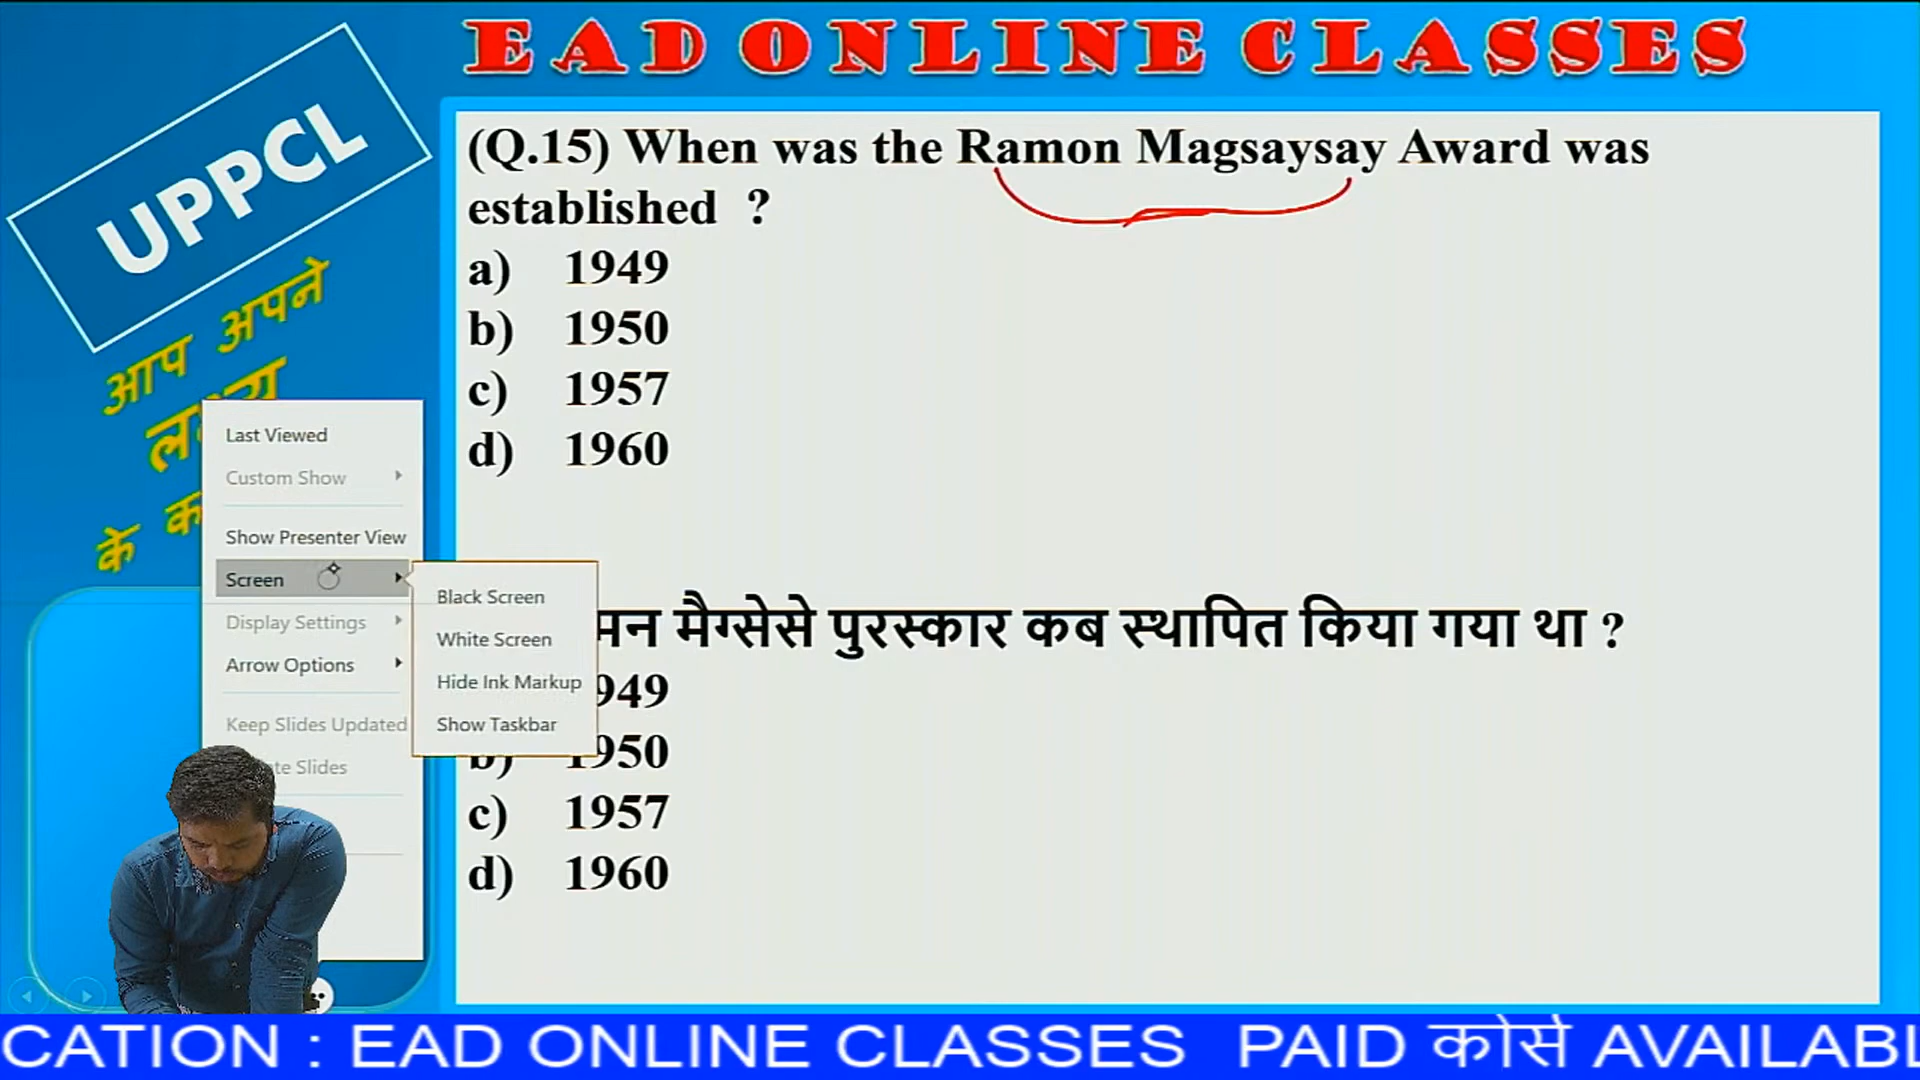 EAD ONLINE CLASSES
UPPCL
आप अपने
के
(Q.15) When was the Ramon Magsaysay Award was
established ?
a) 1949
b) 1950
c) 1957
d) 1960
Last Viewed
Custom Show
Show Presenter View
Screen
Display Settings
Arrow Options
Keep Slides Updated
Slides
Black Screen
White Screen
Hide Ink Markup
Show Taskbar
मन मैग्सेसे पुरस्कार कब स्थापित किया गया था ?
949
b) 1950
c) 1957
d) 1960
CATION : EAD ONLINE CLASSES PAID कोर्स AVAILABL